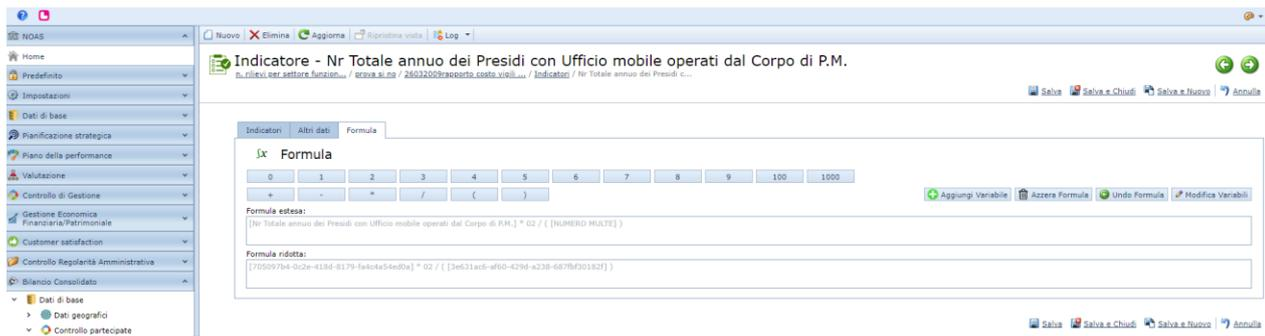 NOAS
Nuovo Elimina Aggiorna Ripristina vista Log
Home
Indicatore - Nr Totale annuo dei Presidi con Ufficio mobile operati dal Corpo di P.M.
n. rilievi per settore funzion... / prova si no / 26032009rapporto costo vigili ... / Indicatori / Nr Totale annuo dei Presidi c...
Predefinito
Impostazioni
Salva Salva e Chiudi Salva e Nuovo Annulla
Dati di base
Pianificazione strategica
Indicatori Altri dati Formula
Piano della performance
∫x Formula
Valutazione
0 1 2 3 4 5 6 7 8 9 100 1000
Controllo di Gestione
+ - * / ( )
Aggiungi Variabile Azzera Formula Undo Formula Modifica Variabili
Gestione Economica
Finanziaria/Patrimoniale
Formula estesa:
[Nr Totale annuo dei Presidi con Ufficio mobile operati dal Corpo di P.M.] * 02 / ( [NUMERO MULTE] )
Customer satisfaction
Controllo Regolarità Amministrativa
Formula ridotta:
[705097b4-0c2e-418d-8179-fa4c4a54ed0a] * 02 / ( [3e631ac6-af60-429d-a238-687fbf30182f] )
Bilancio Consolidato
Dati di base
Dati geografici
Controllo partecipate
Salva Salva e Chiudi Salva e Nuovo Annulla